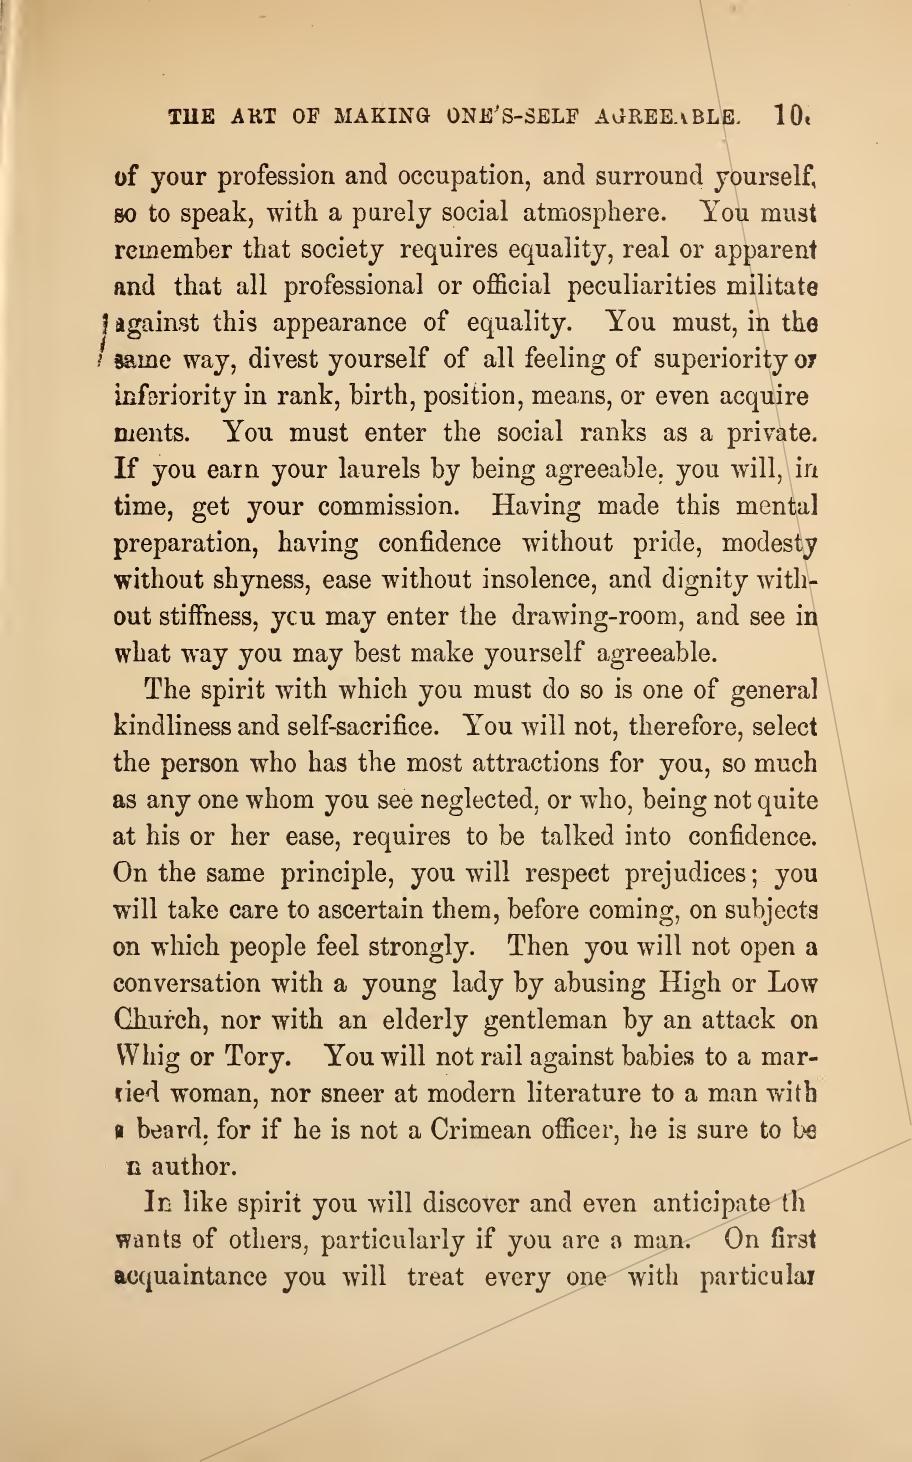 THE ART OF MAKING ONE'S-SELF AGREEABLE.
of your profession and occupation, and surround yourself,
so to speak, with a purely social atmosphere. You must
remember that society requires equality, real or apparent
and that all professional or official peculiarities militate
against this appearance of equality. You must, in the
same way, divest yourself of all feeling of superiority or
inferiority in rank, birth, position, means, or even acquire
ments. You must enter the social ranks as a private.
If you earn your laurels by being agreeable, you will, in
time, get your commission. Having made this mental
preparation, having confidence without pride, modesty
without shyness, ease without insolence, and dignity with-
out stiffness, you may enter the drawing-room, and see in
what way you may best make yourself agreeable.
The spirit with which you must do so is one of general
kindliness and self-sacrifice. You will not, therefore, select
the person who has the most attractions for you, so much
as any one whom you see neglected, or who, being not quite
at his or her ease, requires to be talked into confidence.
On the same principle, you will respect prejudices; you
will take care to ascertain them, before coming, on subjects
on which people feel strongly. Then you will not open a
conversation with a young lady by abusing High or Low
Church, nor with an elderly gentleman by an attack on
Whig or Tory. You will not rail against babies to a mar-
ried woman, nor sneer at modern literature to a man with
a beard, for if he is not a Crimean officer, he is sure to be
n author.
In like spirit you will discover and even anticipate th
wants of others, particularly if you are a man. On first
acquaintance you will treat every one with particular